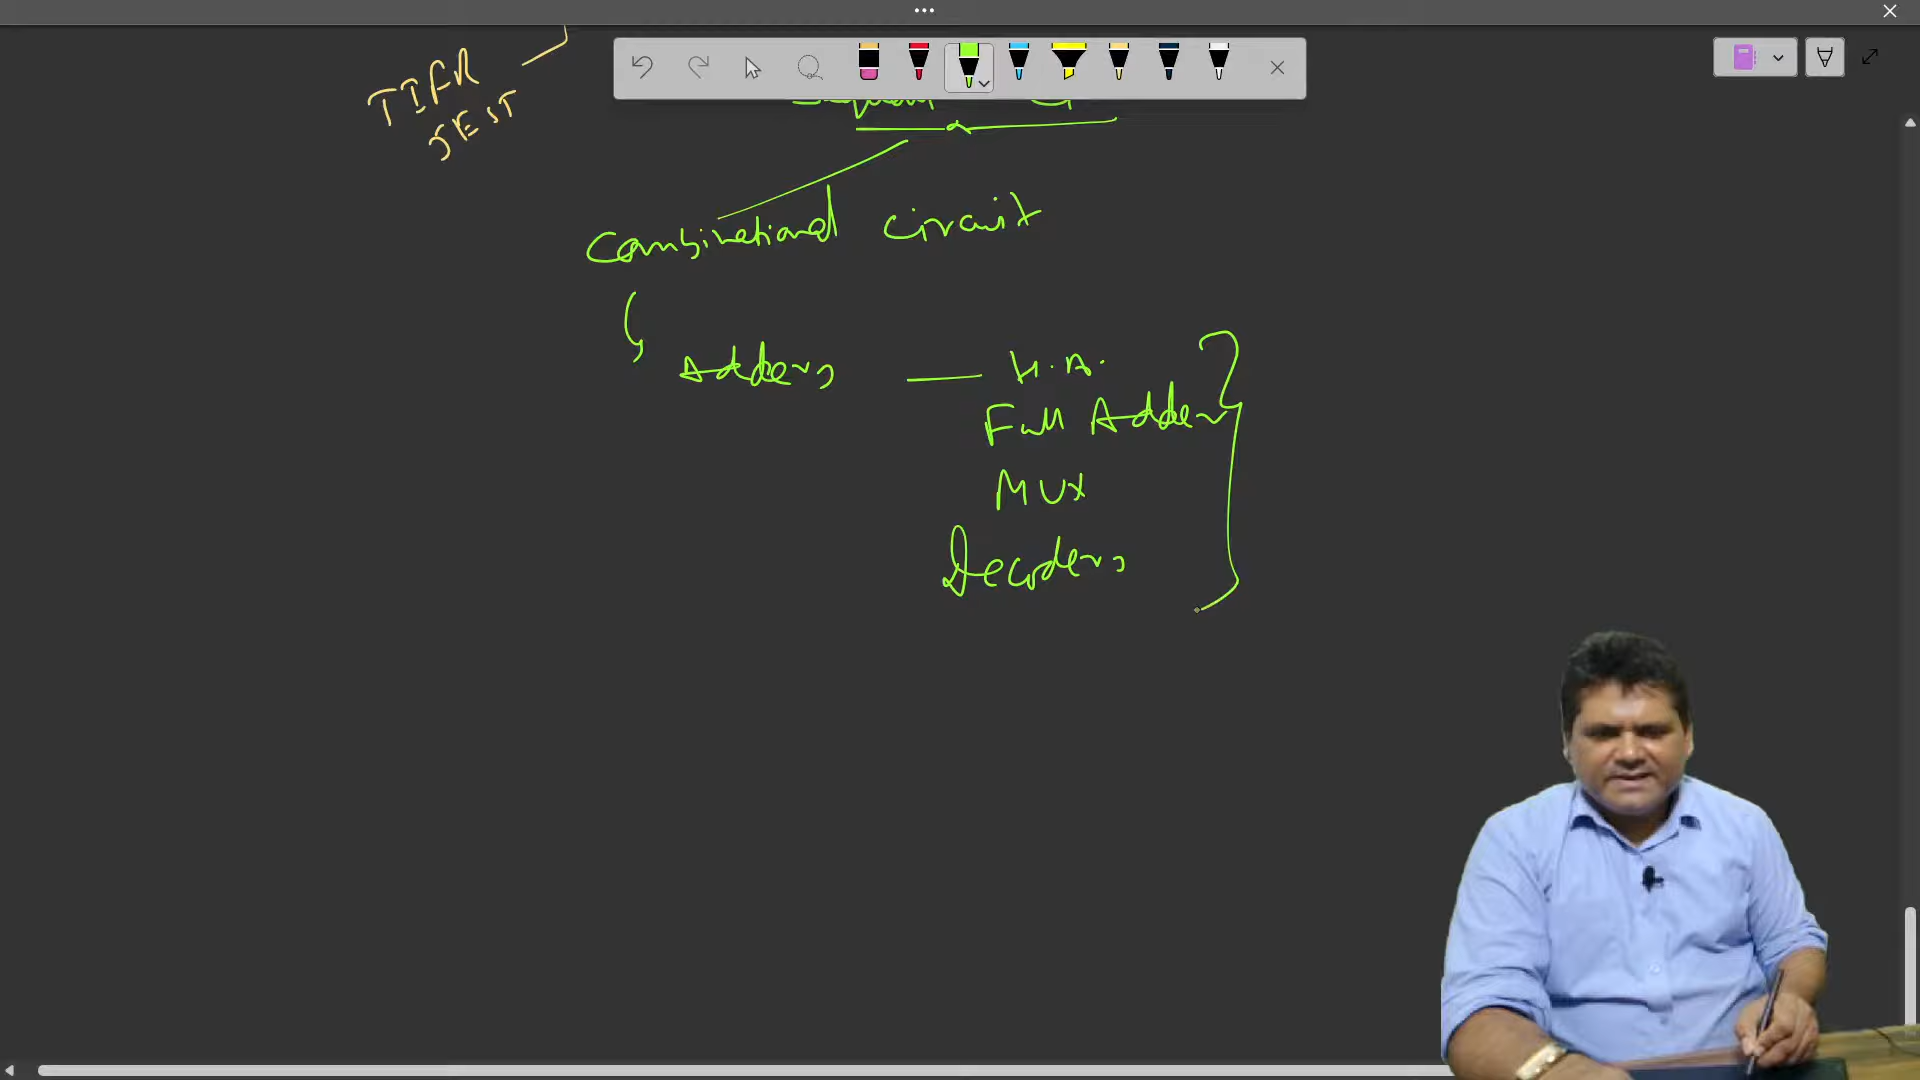 TIFR
JEST
Combinational circuit
Adders — H.A.
Full Adder
MUX
Decoders